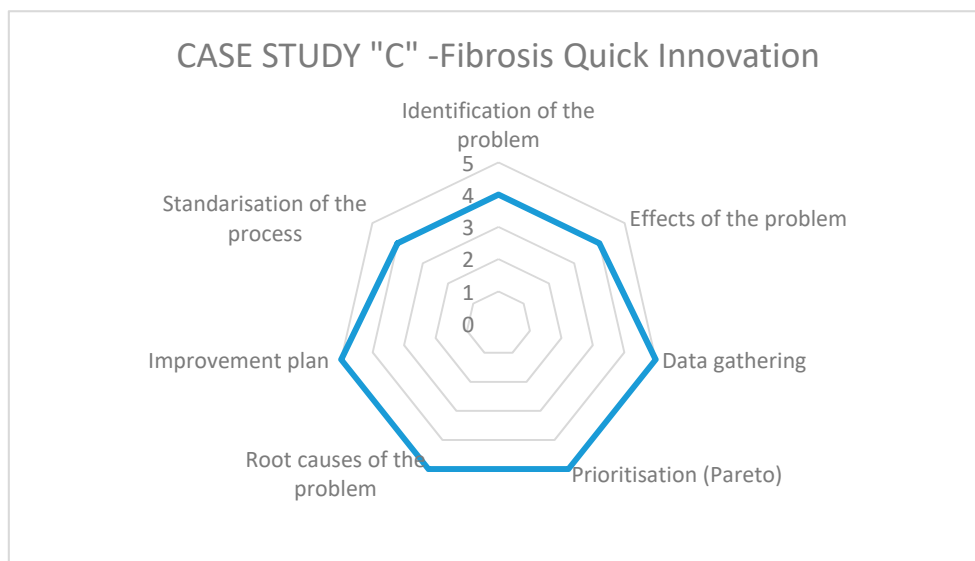 CASE STUDY "C" -Fibrosis Quick Innovation
Identification of the
problem
5
4
3
2
1
0
Effects of the problem
Data gathering
Prioritisation (Pareto)
Root causes of the
problem
Improvement plan
Standarisation of the
process